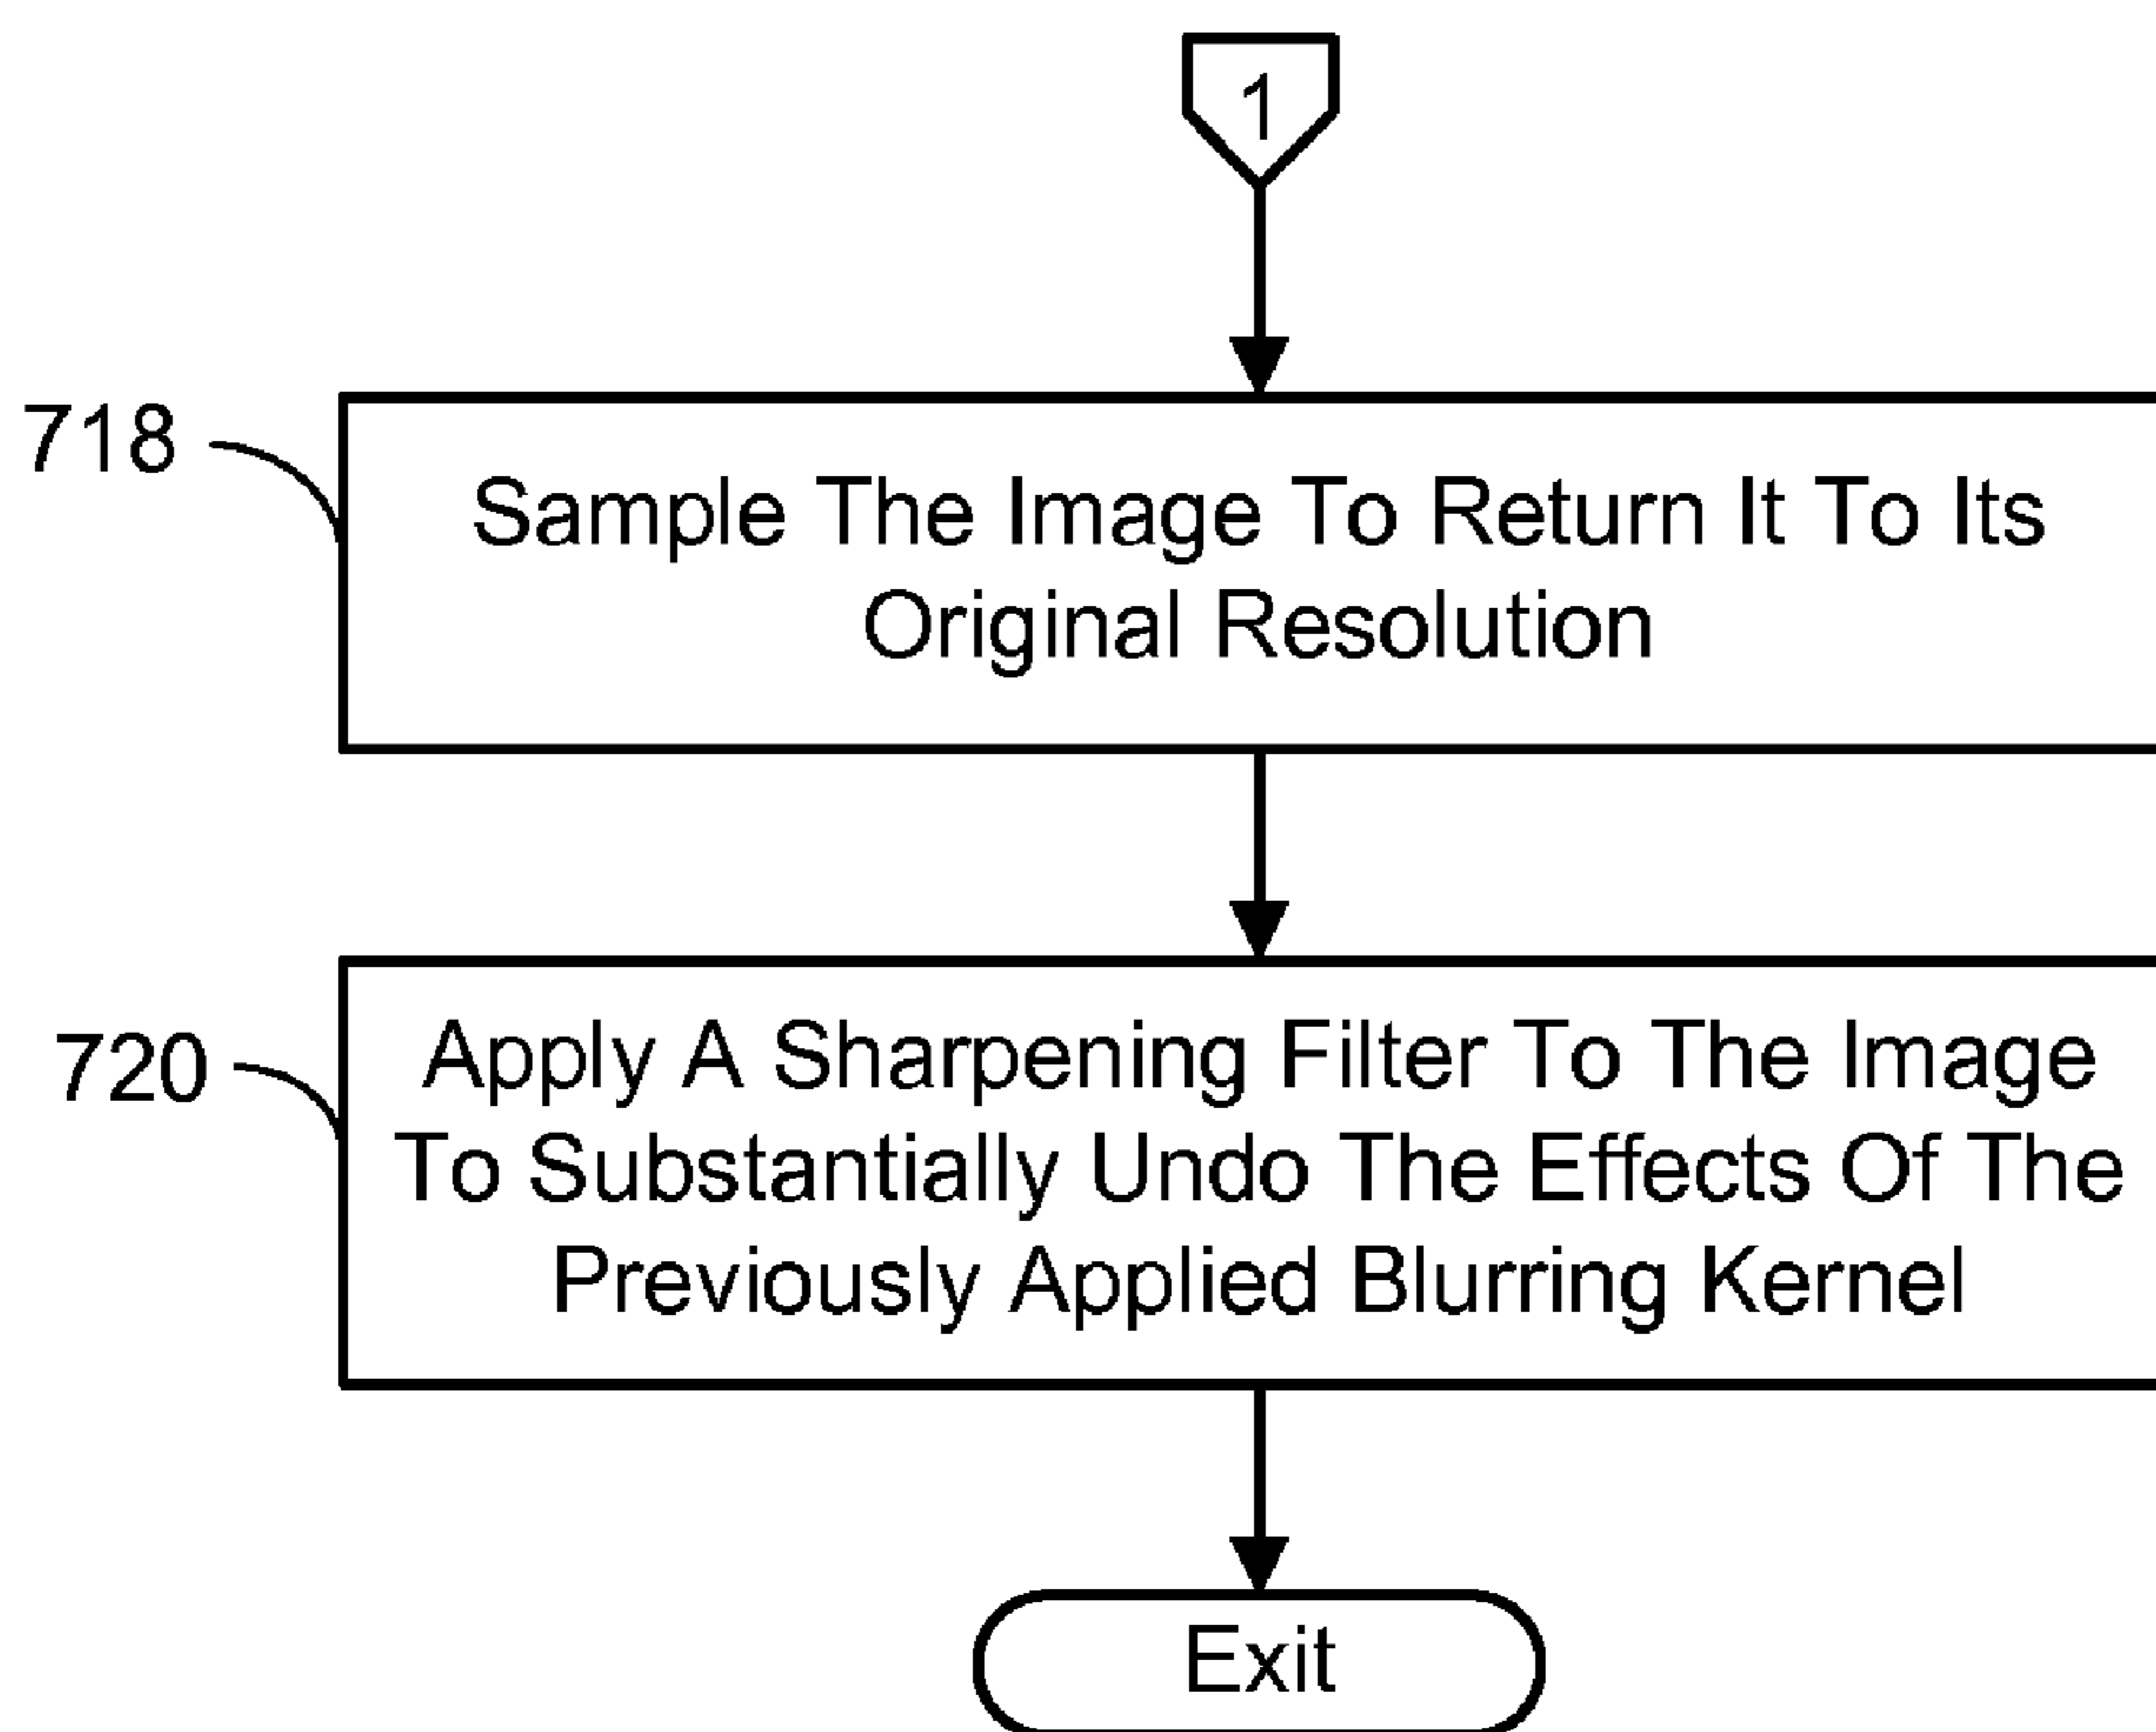 1
718
Sample The Image To Return It To Its
Original Resolution
720
Apply A Sharpening Filter To The Image
To Substantially Undo The Effects Of The
Previously Applied Blurring Kernel
Exit